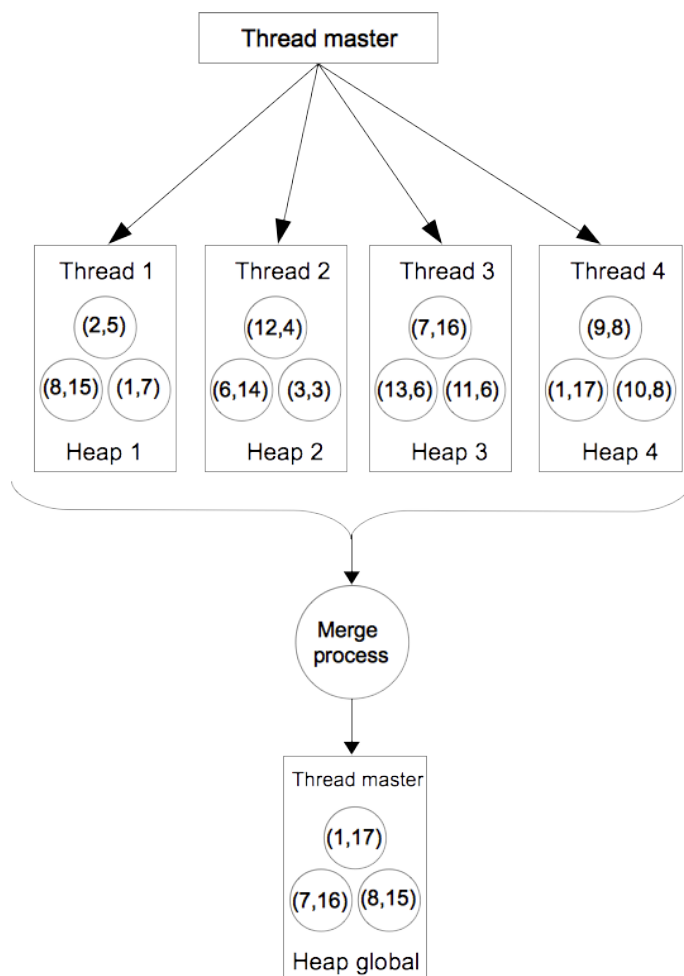 Thread master
Thread 1
Thread 2
Thread 3
Thread 4
(2,5)
(12,4)
(7,16)
(9,8)
(8,15)
(1,7)
(6,14)
(3,3)
(13,6)
(11,6)
(1,17)
(10,8)
Heap 1
Heap 2
Heap 3
Heap 4
Merge
process
Thread master
(1,17)
(7,16)
(8,15)
Heap global